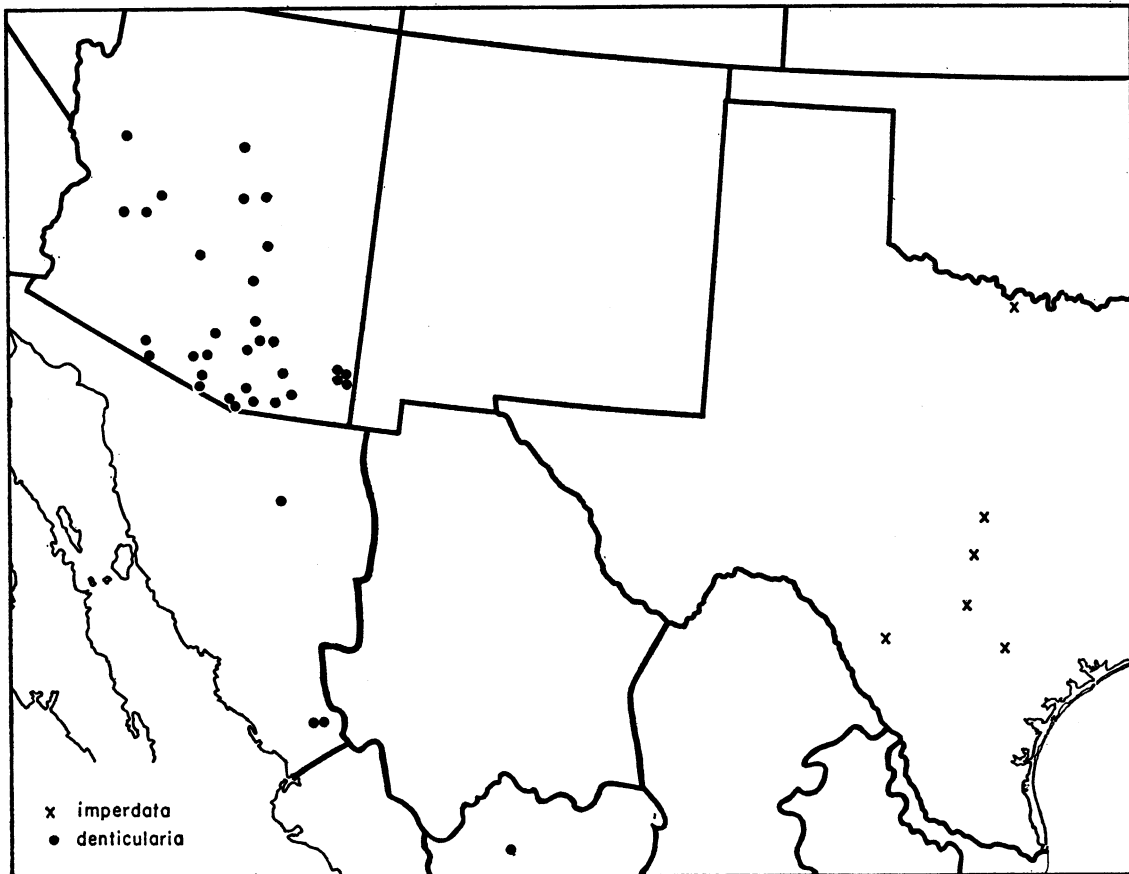 x imperdata
● denticularia